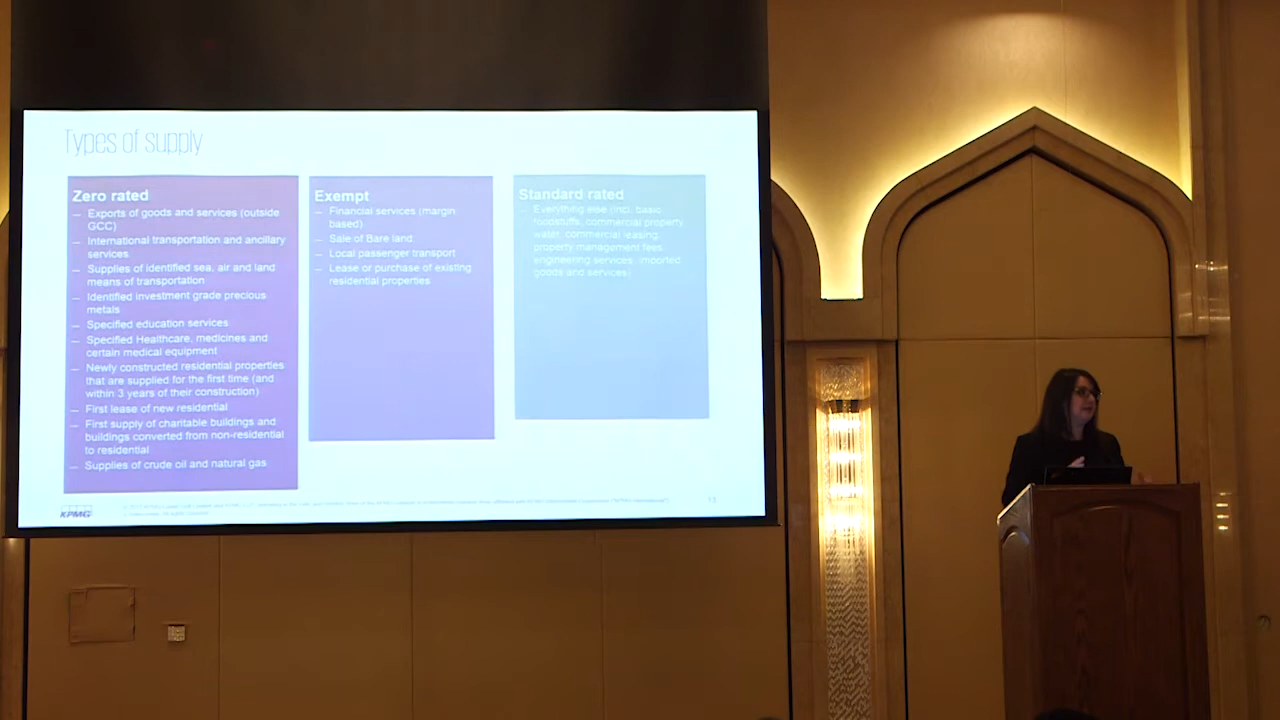 Types of supply
Zero rated
– Exports of goods and services (outside
GCC)
– International transportation and ancillary
services.
– Supplies of identified sea, air and land
means of transportation
– Identified investment grade precious
metals
– Specified education services
– Specified Healthcare, medicines and
certain medical equipment
– Newly constructed residential properties
that are supplied for the first time (and
within 3 years of their construction)
– First lease of new residential
– First supply of charitable buildings and
buildings converted from non-residential
to residential
– Supplies of crude oil and natural gas
Exempt
– Financial services (margin
based)
– Sale of Bare land
– Local passenger transport
– Lease or purchase of existing
residential properties
Standard rated
– Everything else (incl. basic
foodstuffs, commercial property,
water, commercial leasing,
property management fees,
engineering services, imported
goods and services)
KPMG
13